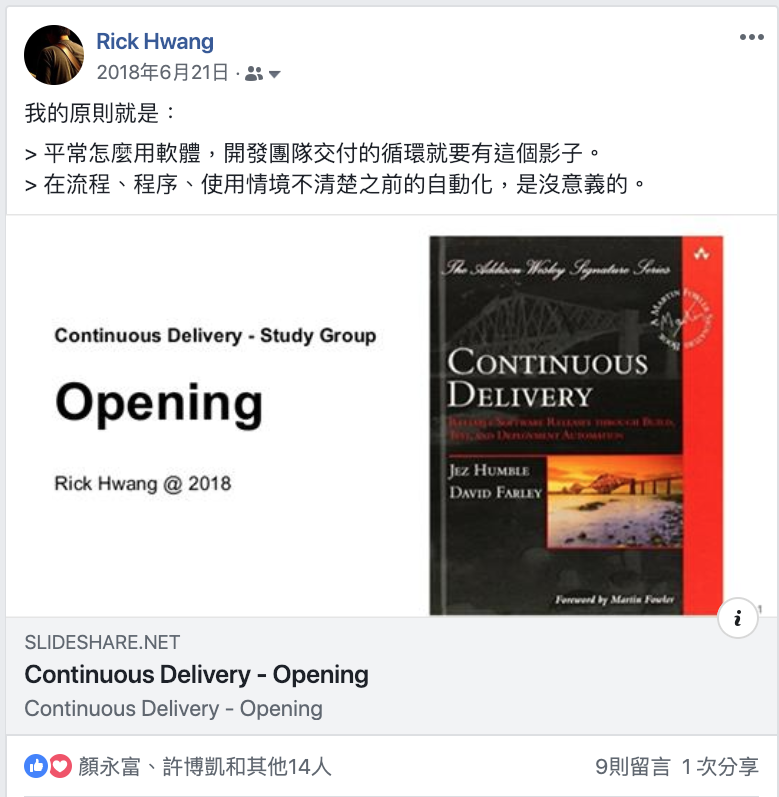 Rick Hwang
2018年6月21日 ·
我的原則就是：
> 平常怎麼用軟體，開發團隊交付的循環就要有這個影子。
> 在流程、程序、使用情境不清楚之前的自動化，是沒意義的。
Continuous Delivery - Study Group
Opening
Rick Hwang @ 2018
The Addison Wesley Signature Series
A MARTIN FOWLER SIGNATURE BOOK
CONTINUOUS
DELIVERY
RELIABLE SOFTWARE RELEASES THROUGH BUILD,
TEST, AND DEPLOYMENT AUTOMATION
JEZ HUMBLE
DAVID FARLEY
Foreword by Martin Fowler
1
SLIDESHARE.NET
Continuous Delivery - Opening
Continuous Delivery - Opening
顏永富、許博凱和其他14人
9則留言 1次分享